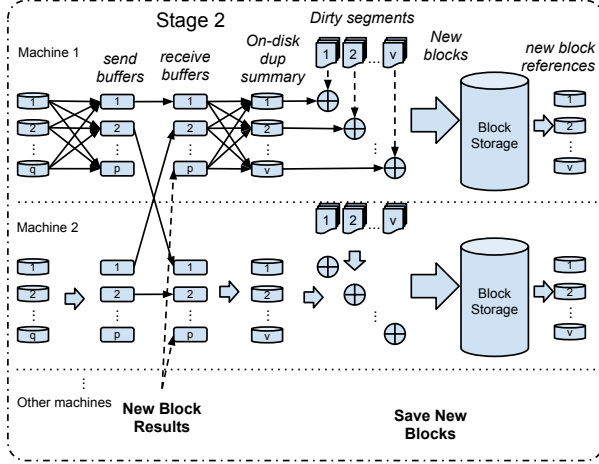 Stage 2
Dirty segments
Machine 1
send buffers
receive buffers
On-disk dup summary
1 2 ... v
New blocks
new block references
1 1 1 1 1
2 2 2 2 Block Storage 2
⋮ ⋮ ⋮ ⋮ ⋮ ⋮
q p p v v
Machine 2
1 2 ... v
1 1 1 1 1
2 2 2 2 Block Storage 2
⋮ ⋮ ⋮ ⋮ ⋮ ⋮
q p p v v
⋮
Other machines
New Block
Results
Save New
Blocks